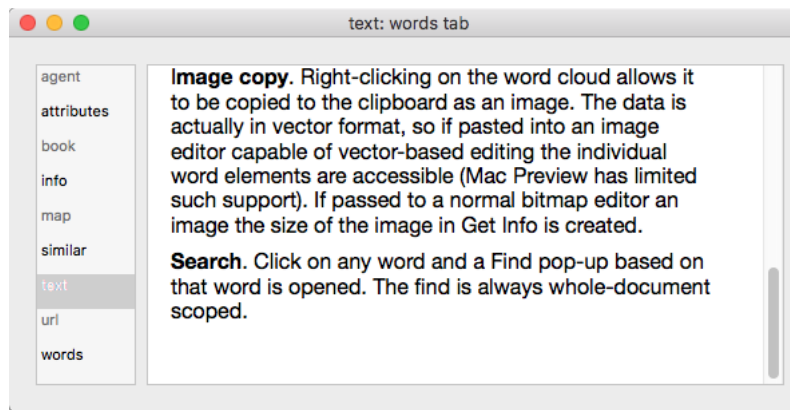 text: words tab
agent
attributes
book
info
map
similar
text
url
words
Image copy. Right-clicking on the word cloud allows it
to be copied to the clipboard as an image. The data is
actually in vector format, so if pasted into an image
editor capable of vector-based editing the individual
word elements are accessible (Mac Preview has limited
such support). If passed to a normal bitmap editor an
image the size of the image in Get Info is created.
Search. Click on any word and a Find pop-up based on
that word is opened. The find is always whole-document
scoped.